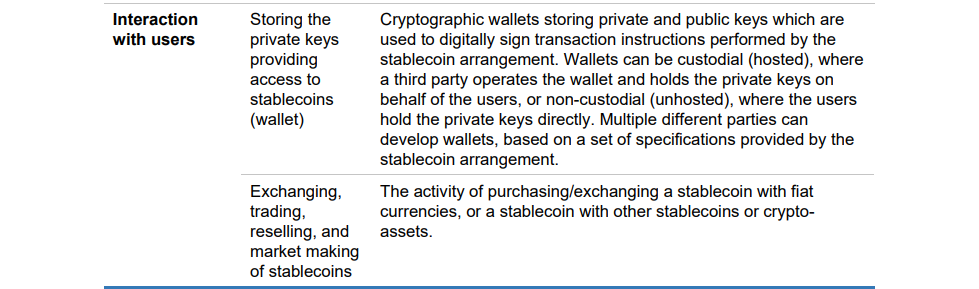 Interaction
with users
Storing the
private keys
providing
access to
stablecoins
(wallet)
Cryptographic wallets storing private and public keys which are
used to digitally sign transaction instructions performed by the
stablecoin arrangement. Wallets can be custodial (hosted), where
a third party operates the wallet and holds the private keys on
behalf of the users, or non-custodial (unhosted), where the users
hold the private keys directly. Multiple different parties can
develop wallets, based on a set of specifications provided by the
stablecoin arrangement.
Exchanging,
trading,
reselling, and
market making
of stablecoins
The activity of purchasing/exchanging a stablecoin with fiat
currencies, or a stablecoin with other stablecoins or crypto-
assets.